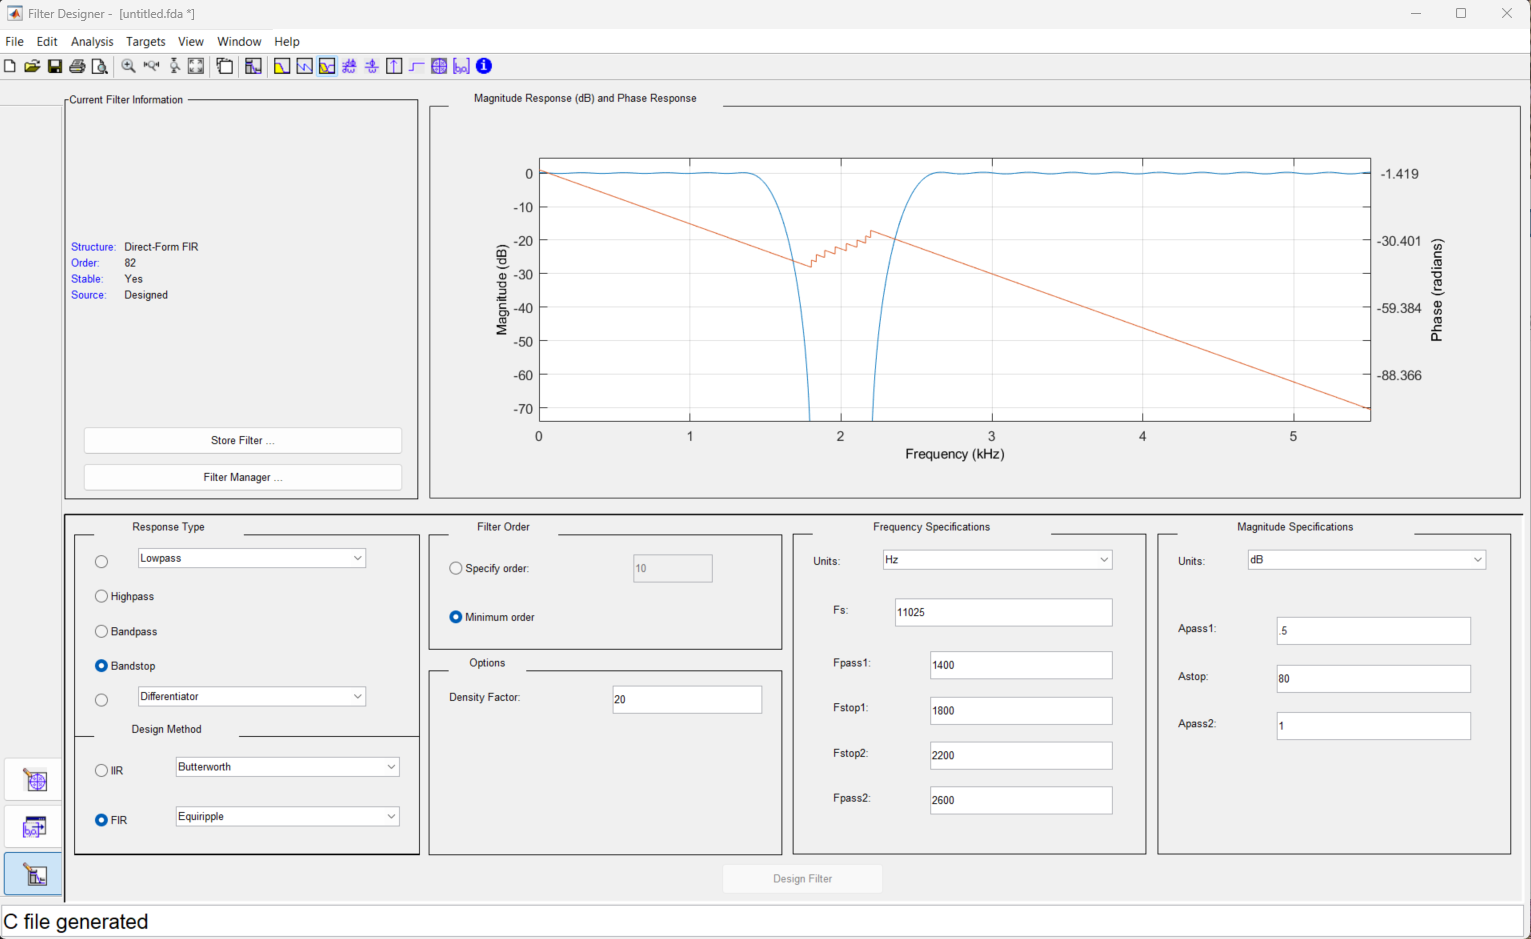 Filter Designer - [untitled.fda *]
File Edit Analysis Targets View Window Help
Current Filter Information
Structure: Direct-Form FIR
Order: 82
Stable: Yes
Source: Designed
Store Filter ...
Filter Manager ...
Magnitude Response (dB) and Phase Response
0
-10
-20
-30
-40
-50
-60
-70
Magnitude (dB)
-1.419
-30.401
-59.384
-88.366
Phase (radians)
0 1 2 3 4 5
Frequency (kHz)
Response Type
Lowpass
Highpass
Bandpass
Bandstop
Differentiator
Design Method
IIR Butterworth
FIR Equiripple
Filter Order
Specify order: 10
Minimum order
Options
Density Factor: 20
Frequency Specifications
Units: Hz
Fs: 11025
Fpass1: 1400
Fstop1: 1800
Fstop2: 2200
Fpass2: 2600
Magnitude Specifications
Units: dB
Apass1: .5
Astop: 80
Apass2: 1
Design Filter
C file generated